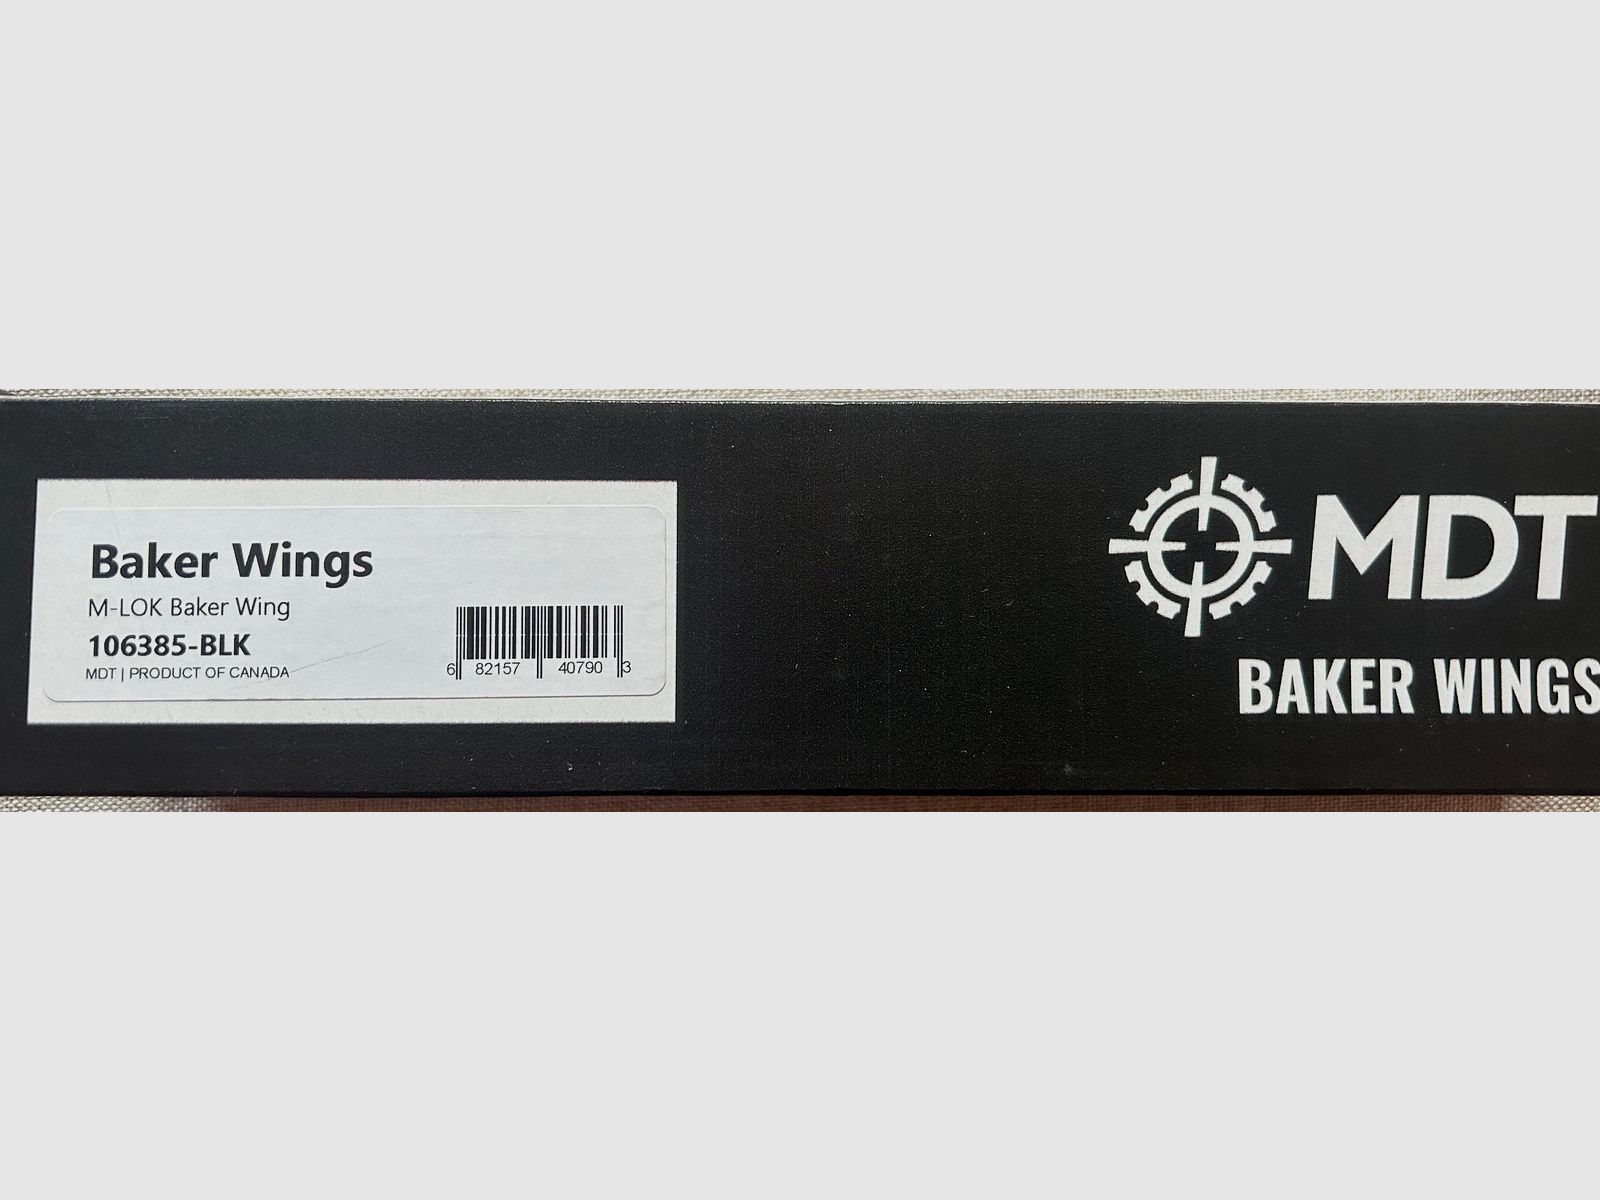 Baker Wings
M-LOK Baker Wing
106385-BLK
MDT | PRODUCT OF CANADA
6 82157 40790 3
MDT
BAKER WINGS